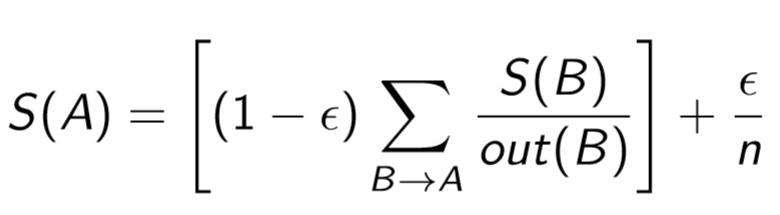 S(A) = [(1 − ϵ) ∑_{B→A} S(B)/out(B)] + ϵ/n